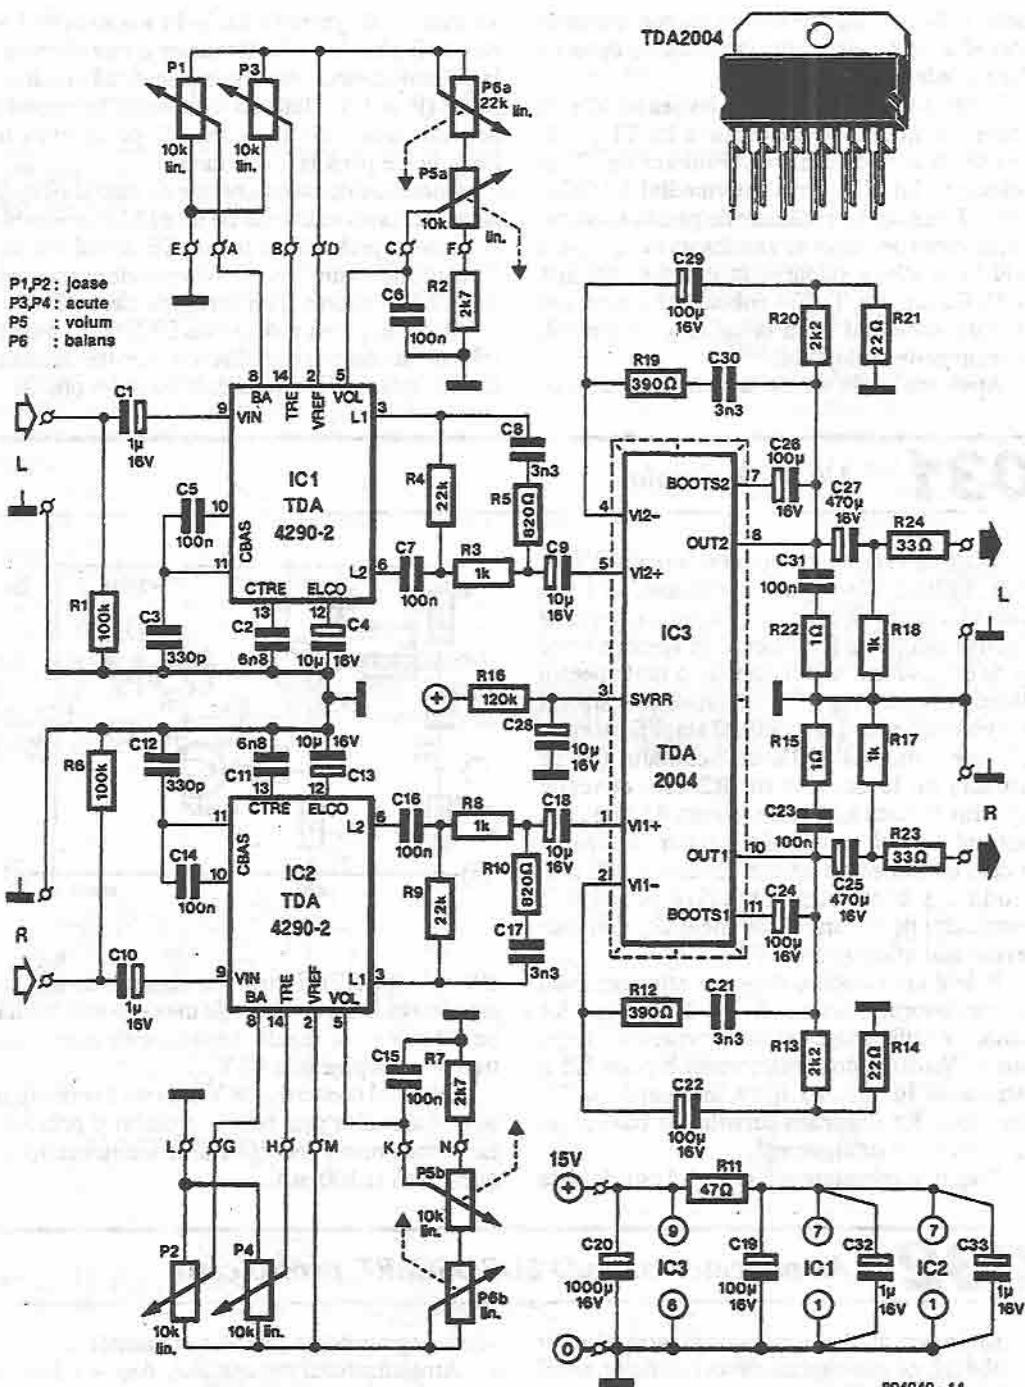 TDA2004
P1
10k
lin.
P3
10k
lin.
P6a
22k
lin.
P5a
10k
lin.
E
A
B
D
C
F
R2
2k7
C6
100n
P1,P2 : joase
P3,P4 : acute
P5 : volum
P6 : balans
C1
1µ
16V
L
8 14 2 5
BA
TRE
VREF
VOL
9
VIN
L1
3
IC1
TDA
4290-2
C5
100n
10
11
CBAS
L2
6
CTRE
ELCO
13
12
R1
100k
C3
330p
C2
6n8
C4
10µ
16V
R4
22k
C8
3n3
R5
820Ω
C7
100n
R3
1k
C9
10µ
16V
C29
100µ
16V
R20
2k2
R21
22Ω
R19
390Ω
C30
3n3
4
VI2-
5
VI2+
BOOTS2
7
C26
100µ
16V
OUT2
8
C27
470µ
16V
R24
33Ω
L
C31
100n
R22
1Ω
R18
1k
IC3
R16
120k
3
SVRR
C28
10µ
16V
TDA
2004
R15
1Ω
R17
1k
C23
100n
R
1
VI1+
OUT1
10
C25
470µ
16V
R23
33Ω
2
VI1-
BOOTS1
11
C24
100µ
16V
R6
100k
C12
330p
6n8
C11
10µ
16V
C13
13
12
CTRE
ELCO
11
10
CBAS
L2
6
C14
100n
IC2
TDA
4290-2
R
C10
1µ
16V
9
VIN
L1
3
BA
TRE
VREF
VOL
8 14 2 5
C16
100n
R8
1k
C18
10µ
16V
R9
22k
R10
820Ω
C17
3n3
R12
390Ω
C21
3n3
R13
2k2
R14
22Ω
C22
100µ
16V
C15
100n
R7
2k7
G
H
M
K
N
P5b
10k
lin.
P6b
lin.
P2
10k
lin.
P4
10k
lin.
15V
0
R11
47Ω
C20
1000µ
16V
9
IC3
6
C19
100µ
16V
7
IC1
1
C32
1µ
16V
7
IC2
1
C33
1µ
16V